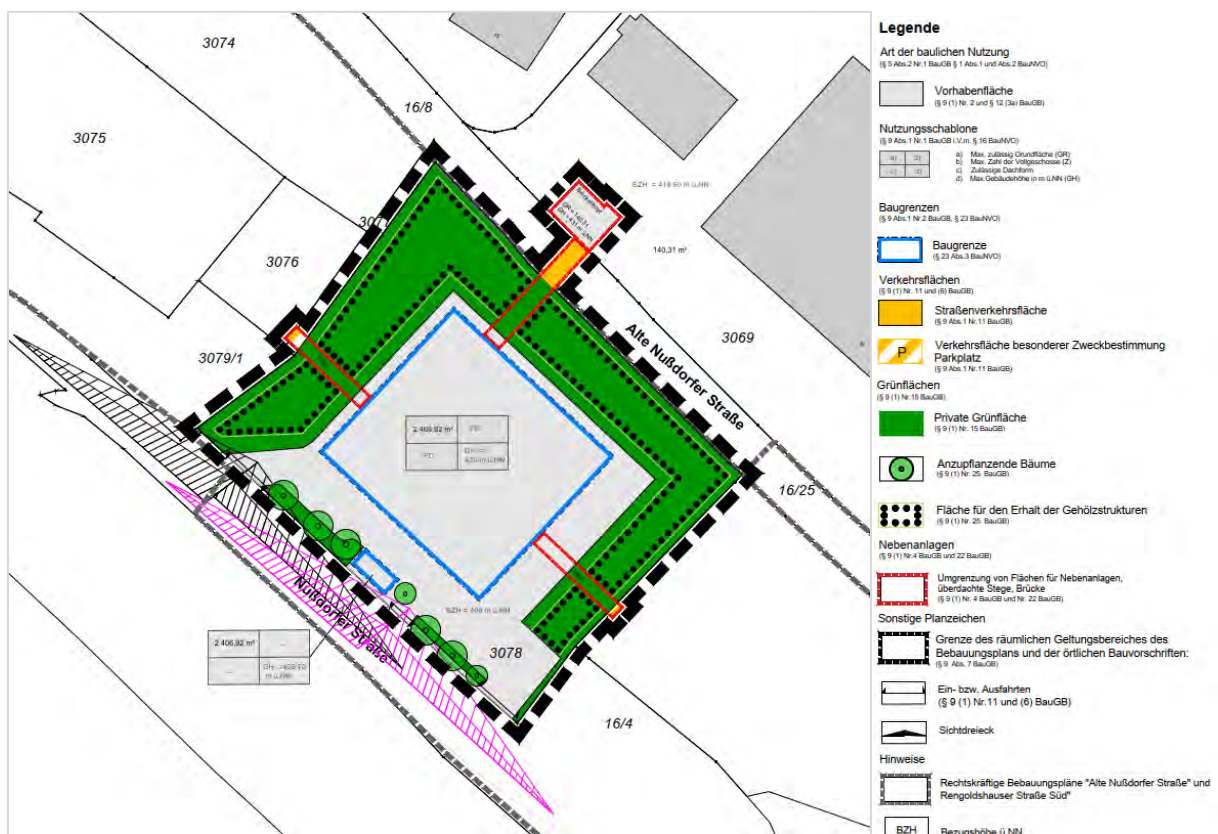 3074
16/8
3075
3071
3076
BZH = 418.50 m ü.NN
GR = 140,31
140,31 m²
3079/1
Alte Nußdorfer Straße
3069
2.406,92 m²
16/25
BZH = 408 m ü.NN
Nußdorfer Straße
2.406,92 m²
3078
16/4
Legende
Art der baulichen Nutzung
(§ 5 Abs.2 Nr.1 BauGB § 1 Abs.1 und Abs.2 BauNVO)
Vorhabenfläche
(§ 9 (1) Nr. 2 und § 12 (3a) BauGB)
Nutzungsschablone
(§ 9 Abs.1 Nr.1 BauGB i.V.m. § 16 BauNVO)
a) Max. zulässig Grundfläche (GR)
b) Max. Zahl der Vollgeschosse (Z)
c) Zulässige Dachform
d) Max.Gebäudehöhe in m ü.NN (GH)
Baugrenzen
(§ 9 Abs.1 Nr.2 BauGB, § 23 BauNVO)
Baugrenze
(§ 23 Abs.3 BauNVO)
Verkehrsflächen
(§ 9 (1) Nr. 11 und (6) BauGB)
Straßenverkehrsfläche
(§ 9 Abs.1 Nr.11 BauGB)
P
Verkehrsfläche besonderer Zweckbestimmung
Parkplatz
(§ 9 Abs.1 Nr.11 BauGB)
Grünflächen
(§ 9 (1) Nr.15 BauGB)
Private Grünfläche
(§ 9 (1) Nr. 15 BauGB)
Anzupflanzende Bäume
(§ 9 (1) Nr. 25 BauGB)
Fläche für den Erhalt der Gehölzstrukturen
(§ 9 (1) Nr. 25 BauGB)
Nebenanlagen
(§ 9 (1) Nr.4 BauGB und 22 BauGB)
Umgrenzung von Flächen für Nebenanlagen,
überdachte Stege, Brücke
(§ 9 (1) Nr. 4 BauGB und Nr. 22 BauGB)
Sonstige Planzeichen
Grenze des räumlichen Geltungsbereiches des
Bebauungsplans und der örtlichen Bauvorschriften:
(§ 9 Abs. 7 BauGB)
Ein- bzw. Ausfahrten
(§ 9 (1) Nr.11 und (6) BauGB)
Sichtdreieck
Hinweise
Rechtskräftige Bebauungspläne "Alte Nußdorfer Straße" und
Rengoldshauser Straße Süd"
BZH
Bezugshöhe ü.NN